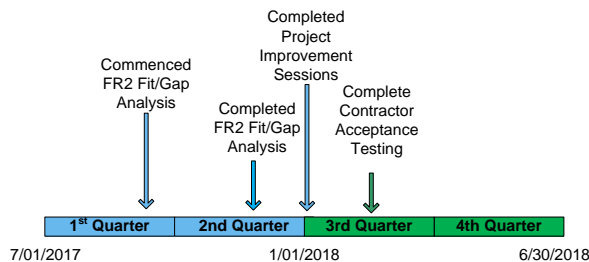 Completed
Project
Improvement
Sessions
Commenced
FR2 Fit/Gap
Analysis
Completed
FR2 Fit/Gap
Analysis
Complete
Contractor
Acceptance
Testing
1st Quarter
2nd Quarter
3rd Quarter
4th Quarter
7/01/2017
1/01/2018
6/30/2018